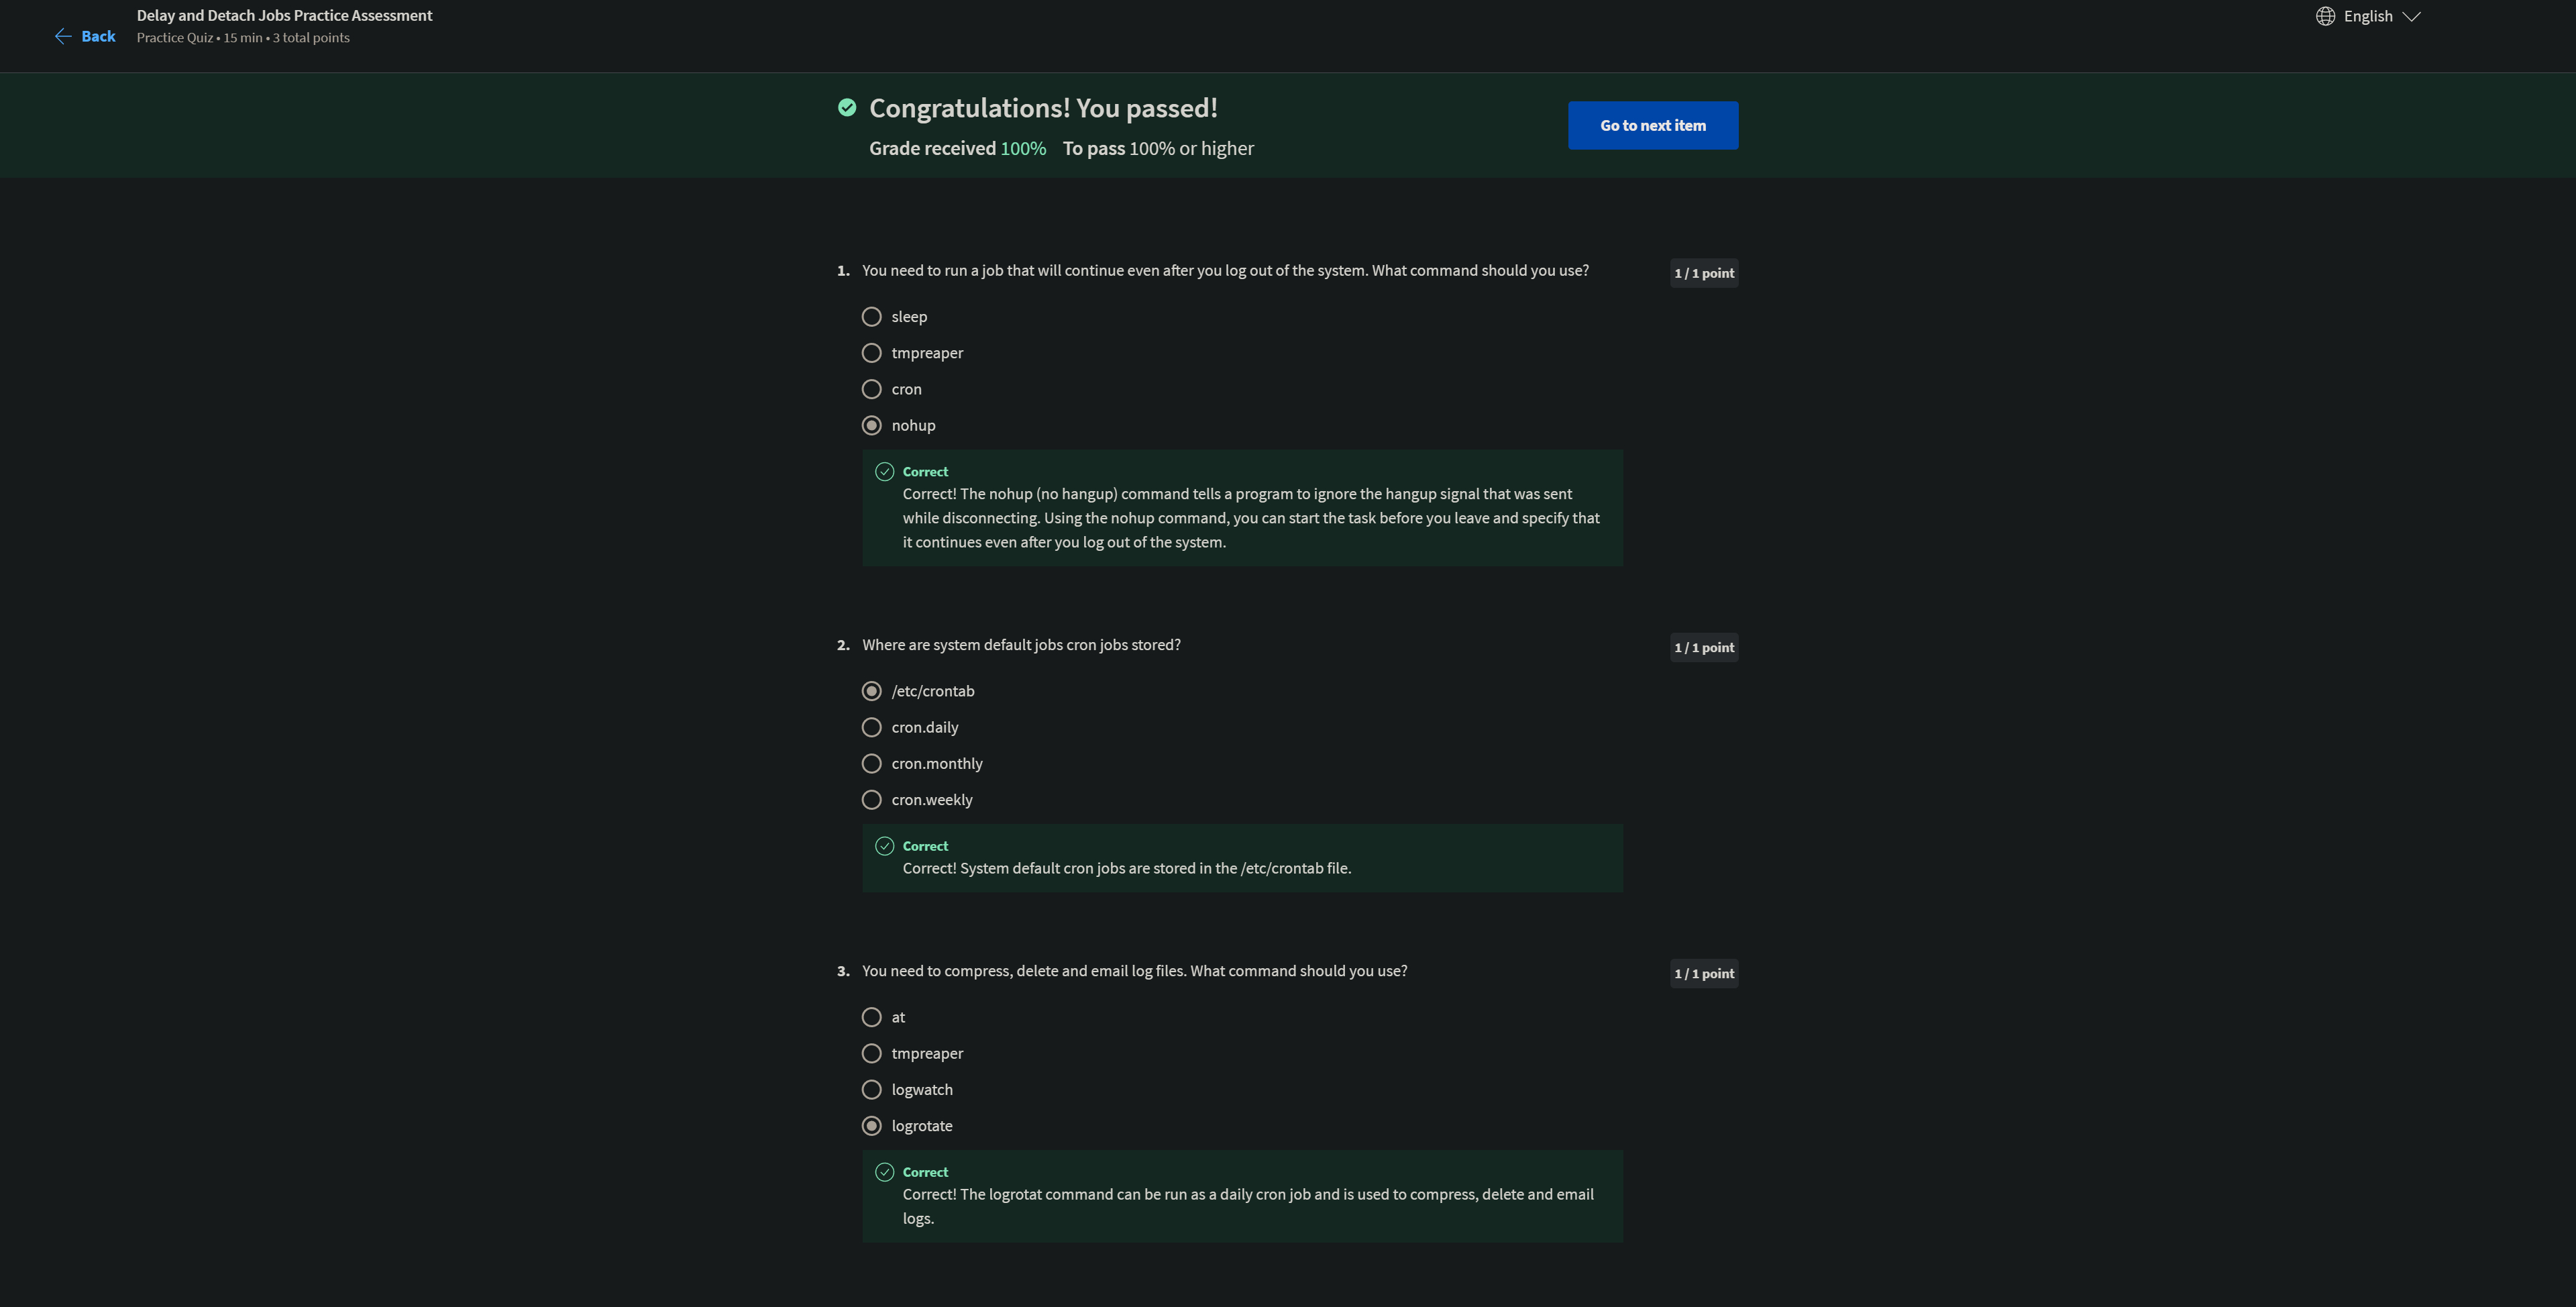 Delay and Detach Jobs Practice Assessment
Back
Practice Quiz • 15 min • 3 total points
English
Congratulations! You passed!
Grade received 100% To pass 100% or higher
Go to next item
1. You need to run a job that will continue even after you log out of the system. What command should you use?
1 / 1 point
sleep
tmpreaper
cron
nohup
Correct
Correct! The nohup (no hangup) command tells a program to ignore the hangup signal that was sent
while disconnecting. Using the nohup command, you can start the task before you leave and specify that
it continues even after you log out of the system.
2. Where are system default jobs cron jobs stored?
1 / 1 point
/etc/crontab
cron.daily
cron.monthly
cron.weekly
Correct
Correct! System default cron jobs are stored in the /etc/crontab file.
3. You need to compress, delete and email log files. What command should you use?
1 / 1 point
at
tmpreaper
logwatch
logrotate
Correct
Correct! The logrotat command can be run as a daily cron job and is used to compress, delete and email
logs.